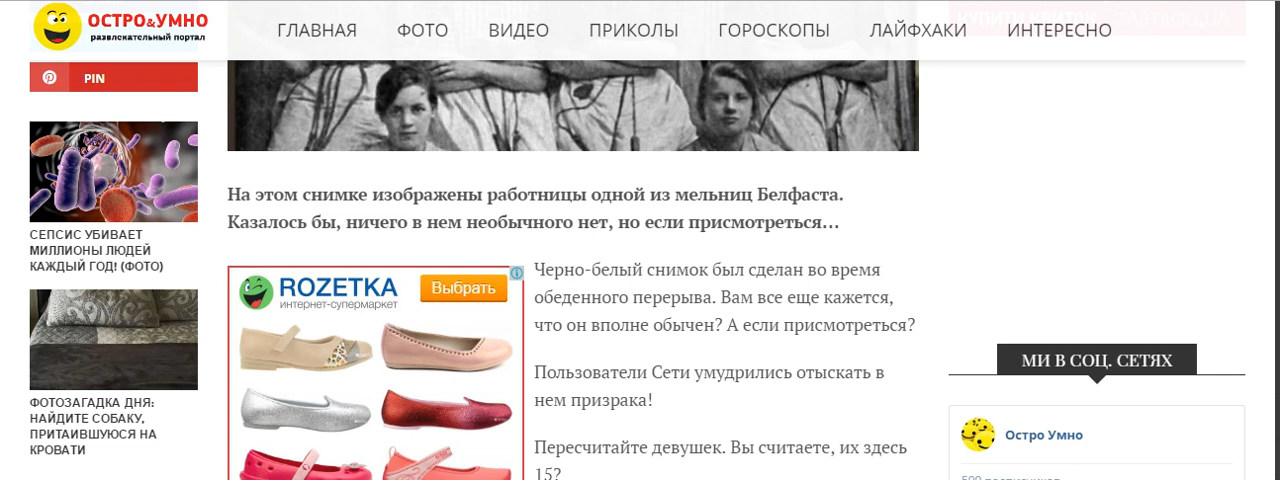 ОСТРО&УМНО
развлекательный портал
ГЛАВНАЯ
ФОТО
ВИДЕО
ПРИКОЛЫ
ГОРОСКОПЫ
ЛАЙФХАКИ
ИНТЕРЕСНО
PIN
СЕПСИС УБИВАЕТ
МИЛЛИОНЫ ЛЮДЕЙ
КАЖДЫЙ ГОД! (ФОТО)
ФОТОЗАГАДКА ДНЯ:
НАЙДИТЕ СОБАКУ,
ПРИТАИВШУЮСЯ НА
КРОВАТИ
На этом снимке изображены работницы одной из мельниц Белфаста.
Казалось бы, ничего в нем необычного нет, но если присмотреться…
ROZETKA
интернет-супермаркет
Выбрать
Черно-белый снимок был сделан во время
обеденного перерыва. Вам все еще кажется,
что он вполне обычен? А если присмотреться?
Пользователи Сети умудрились отыскать в
нем призрака!
Пересчитайте девушек. Вы считаете, их здесь
15?
МИ В СОЦ. СЕТЯХ
Остро Умно